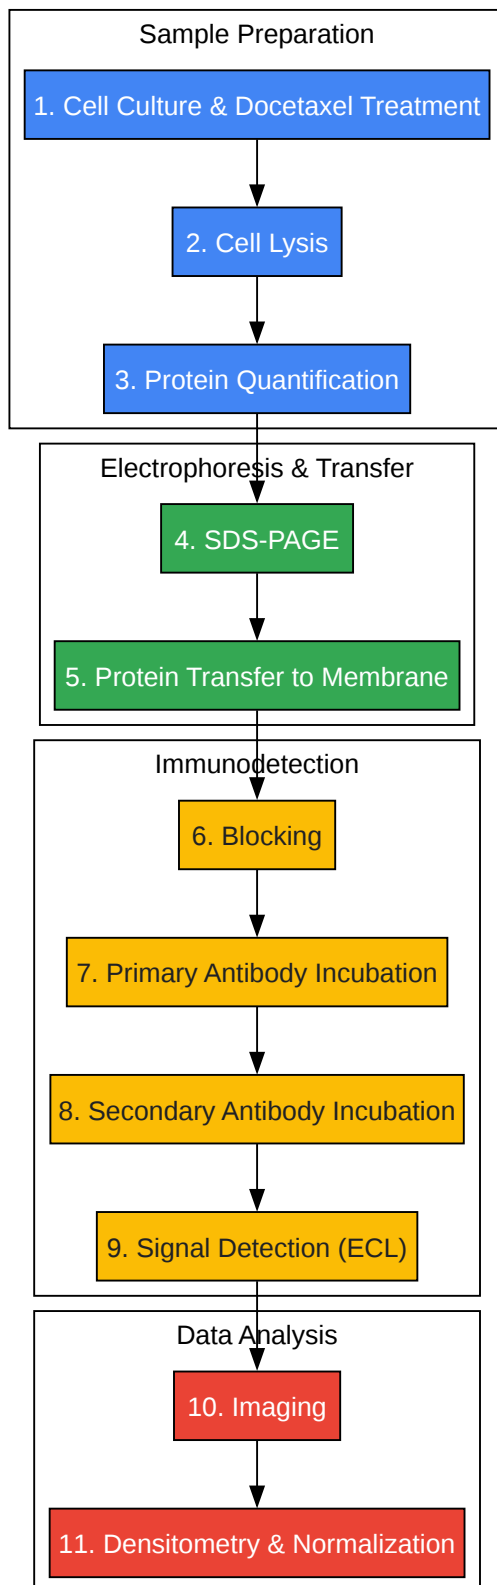 Sample Preparation
1. Cell Culture & Docetaxel Treatment
2. Cell Lysis
3. Protein Quantification
Electrophoresis & Transfer
4. SDS-PAGE
5. Protein Transfer to Membrane
Immunodetection
6. Blocking
7. Primary Antibody Incubation
8. Secondary Antibody Incubation
9. Signal Detection (ECL)
Data Analysis
10. Imaging
11. Densitometry & Normalization